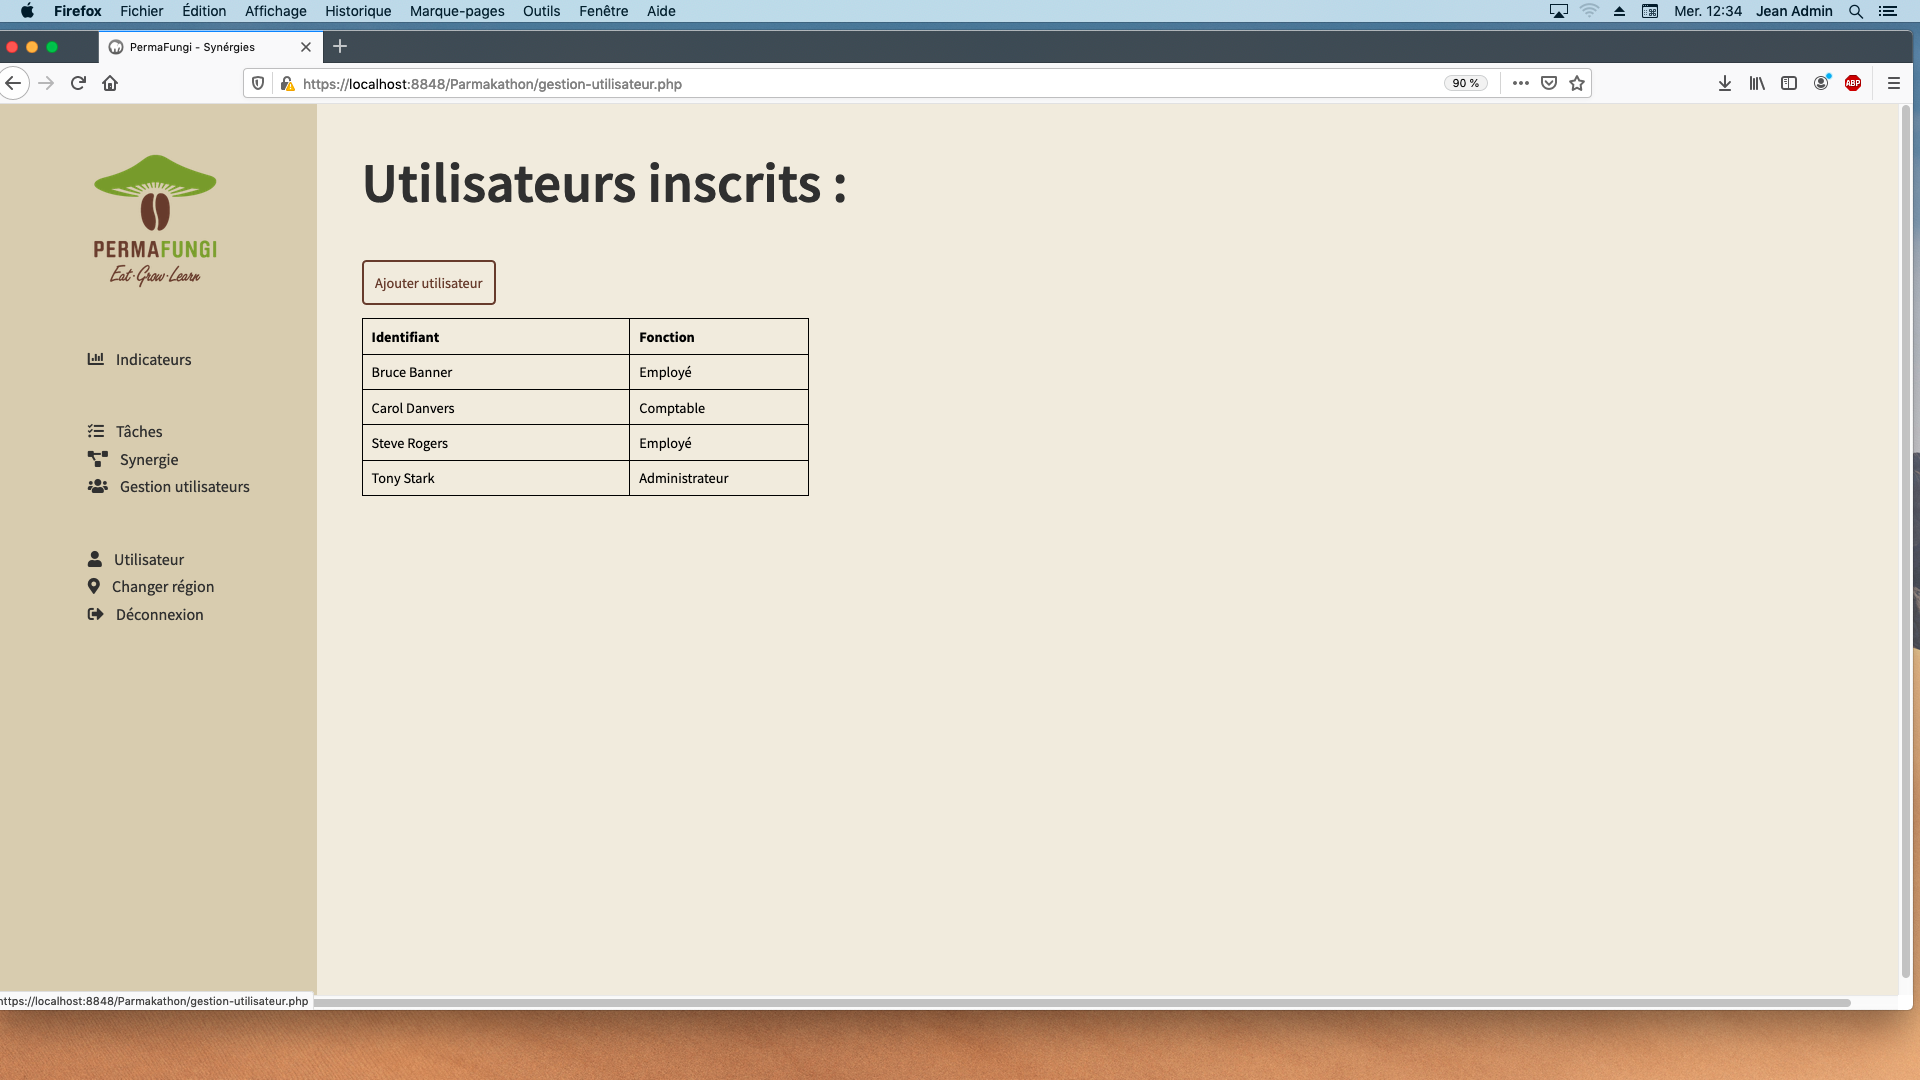 Firefox Fichier Édition Affichage Historique Marque-pages Outils Fenêtre Aide Mer. 12:34 Jean Admin
PermaFungi - Synérgies
https://localhost:8848/Parmakathon/gestion-utilisateur.php 90 % ABP
PERMAFUNGI
Eat·Grow·Learn
Indicateurs
Tâches
Synergie
Gestion utilisateurs
Utilisateur
Changer région
Déconnexion
Utilisateurs inscrits :
Ajouter utilisateur
Identifiant Fonction
Bruce Banner Employé
Carol Danvers Comptable
Steve Rogers Employé
Tony Stark Administrateur
https://localhost:8848/Parmakathon/gestion-utilisateur.php